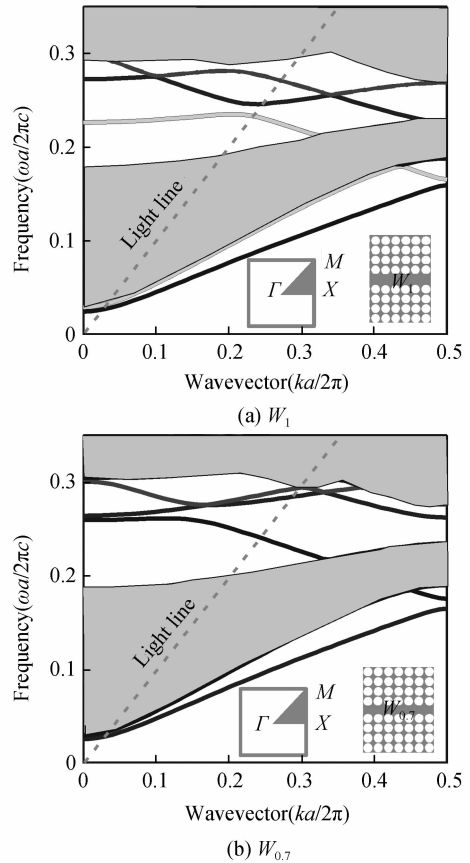 0.3
0.2
0.1
0
Frequency(ωa/2πc)
Light line
Γ
M
X
W₁
0 0.1 0.2 0.3 0.4 0.5
Wavevector(ka/2π)
(a) W₁
0.3
0.2
0.1
0
Frequency(ωa/2πc)
Light line
Γ
M
X
W₀.₇
0 0.1 0.2 0.3 0.4 0.5
Wavevector(ka/2π)
(b) W₀.₇